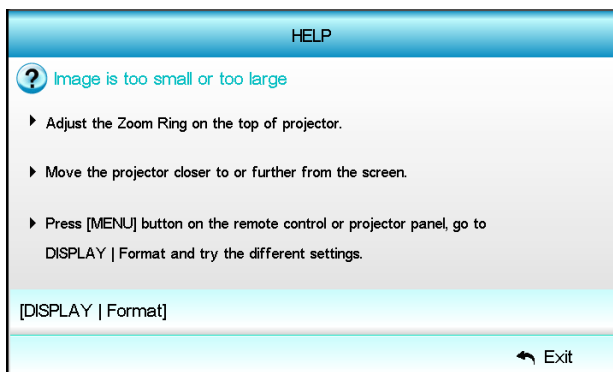 HELP
Image is too small or too large
Adjust the Zoom Ring on the top of projector.
Move the projector closer to or further from the screen.
Press [MENU] button on the remote control or projector panel, go to
DISPLAY | Format and try the different settings.
[DISPLAY | Format]
Exit